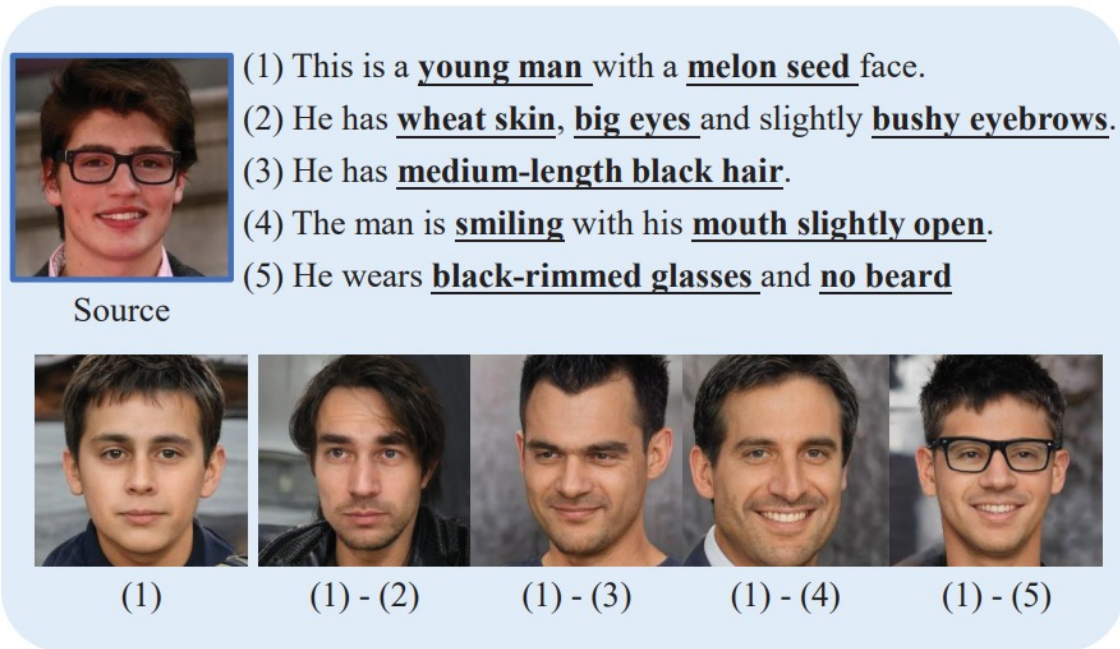 (1) This is a young man with a melon seed face.
(2) He has wheat skin, big eyes and slightly bushy eyebrows.
(3) He has medium-length black hair.
(4) The man is smiling with his mouth slightly open.
(5) He wears black-rimmed glasses and no beard
Source
(1) (1) - (2) (1) - (3) (1) - (4) (1) - (5)